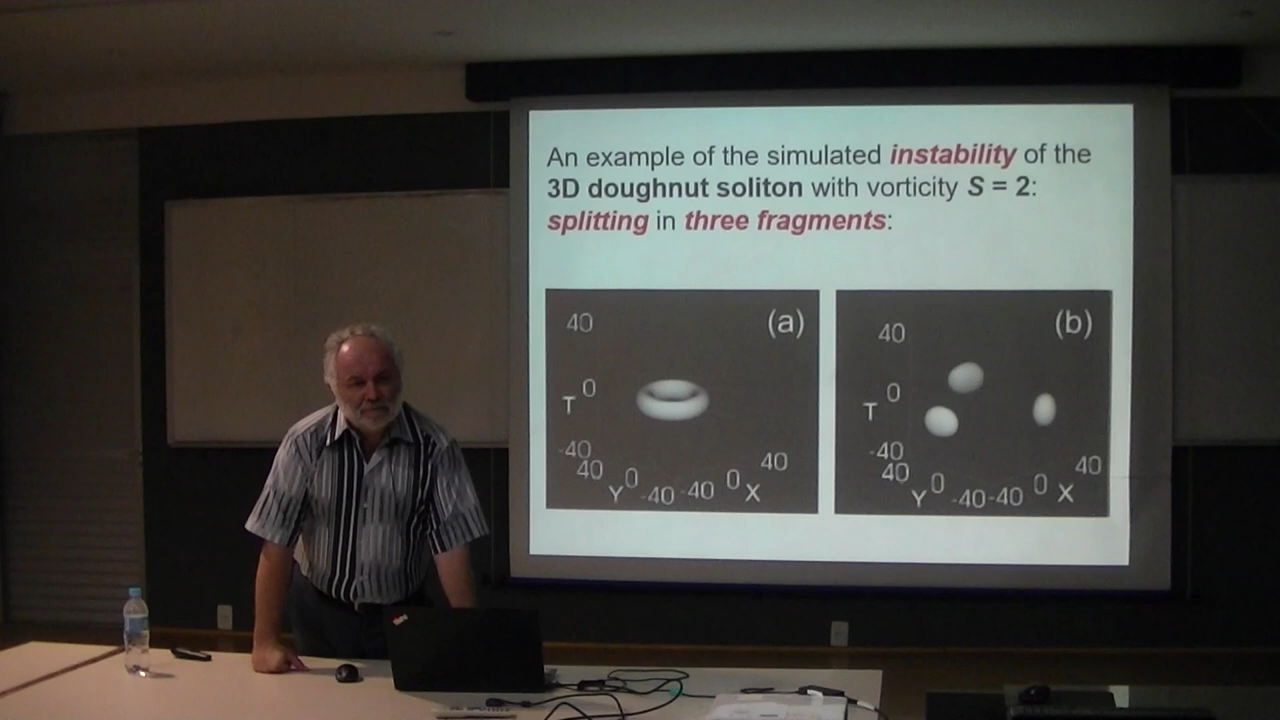 An example of the simulated instability of the
3D doughnut soliton with vorticity S = 2:
splitting in three fragments:
(a)
40
T 0
-40
40
Y 0 -40 -40 0 X 40
(b)
40
T 0
-40
40
Y 0 -40 -40 0 X 40